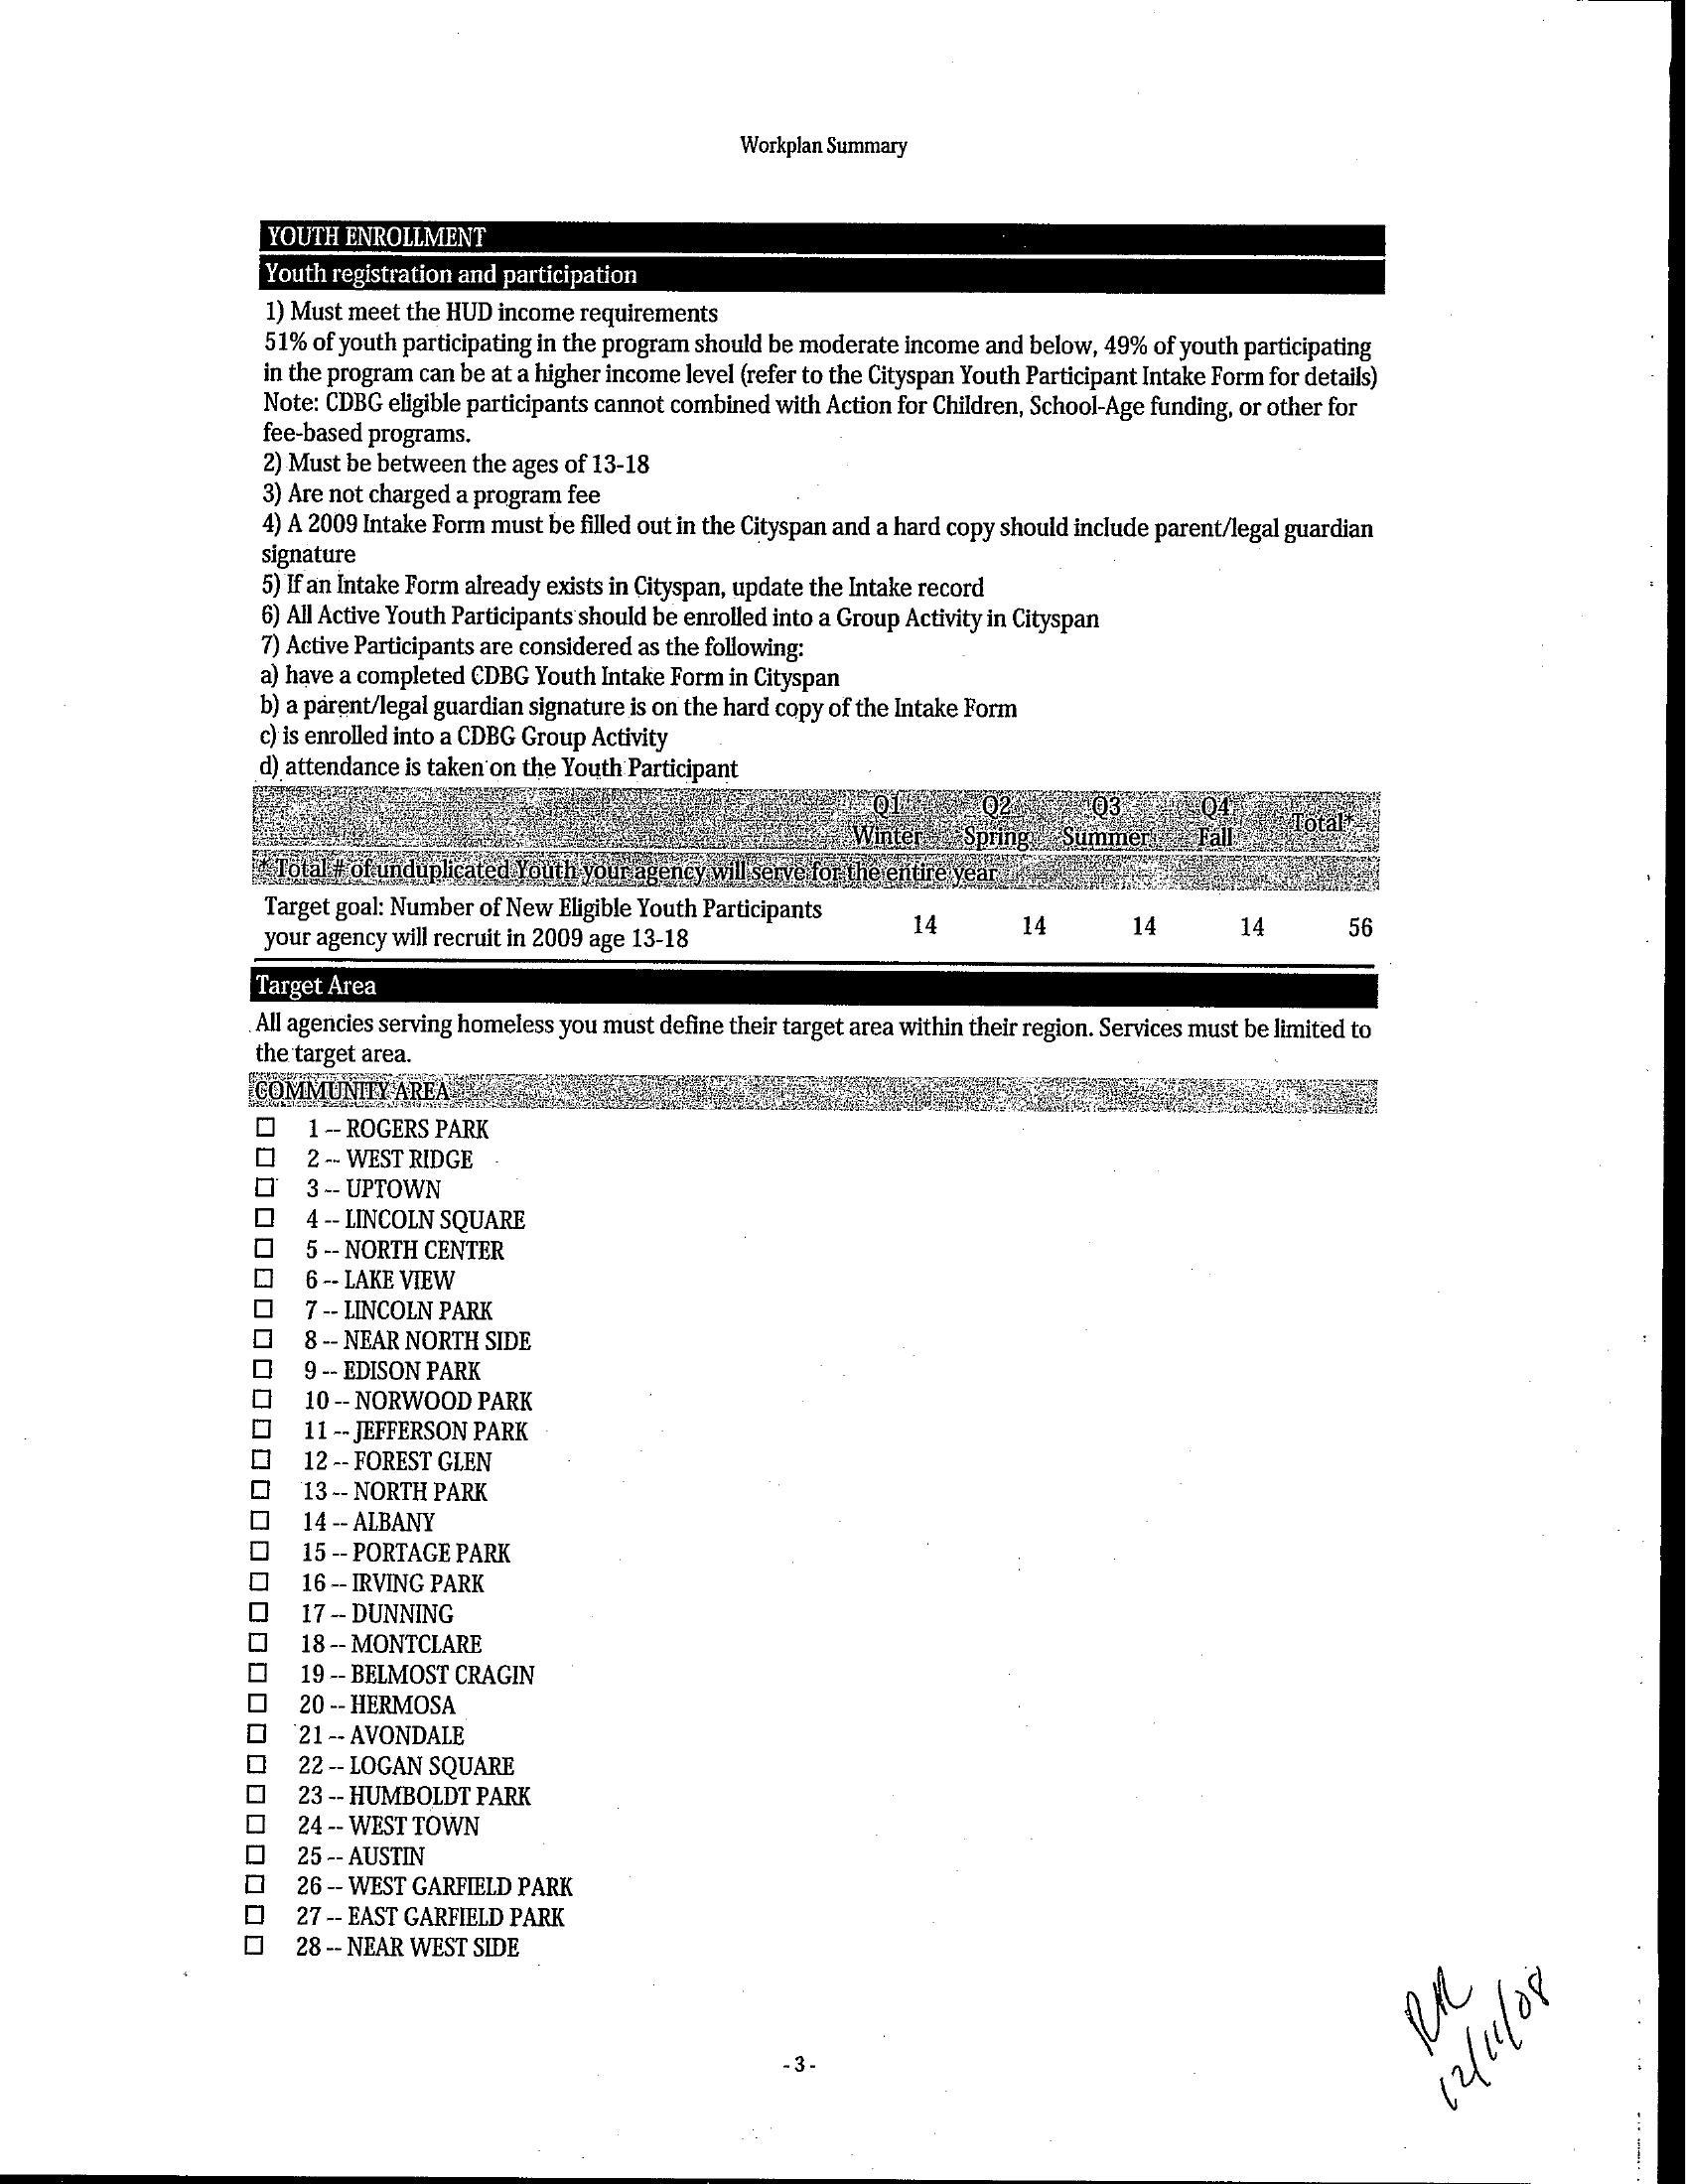 Workplan Summary
YOUTH ENROLLMENT
Youth registration and participation
1) Must meet the HUD income requirements
51% of youth participating in the program should be moderate income and below, 49% of youth participating
in the program can be at a higher income level (refer to the Cityspan Youth Participant Intake Form for details)
Note: CDBG eligible participants cannot combined with Action for Children, School-Age funding, or other for
fee-based programs.
2) Must be between the ages of 13-18
3) Are not charged a program fee
4) A 2009 Intake Form must be filled out in the Cityspan and a hard copy should include parent/legal guardian
signature
5) If an Intake Form already exists in Cityspan, update the Intake record
6) All Active Youth Participants should be enrolled into a Group Activity in Cityspan
7) Active Participants are considered as the following:
a) have a completed CDBG Youth Intake Form in Cityspan
b) a parent/legal guardian signature is on the hard copy of the Intake Form
c) is enrolled into a CDBG Group Activity
d) attendance is taken on the Youth Participant
Q1 Q2 Q3 Q4
Winter Spring Summer Fall Total*
* Total # of unduplicated Youth your agency will serve for the entire year
Target goal: Number of New Eligible Youth Participants
your agency will recruit in 2009 age 13-18 14 14 14 14 56
Target Area
All agencies serving homeless you must define their target area within their region. Services must be limited to
the target area.
COMMUNITY AREA
1 -- ROGERS PARK
2 -- WEST RIDGE
3 -- UPTOWN
4 -- LINCOLN SQUARE
5 -- NORTH CENTER
6 -- LAKE VIEW
7 -- LINCOLN PARK
8 -- NEAR NORTH SIDE
9 -- EDISON PARK
10 -- NORWOOD PARK
11 -- JEFFERSON PARK
12 -- FOREST GLEN
13 -- NORTH PARK
14 -- ALBANY
15 -- PORTAGE PARK
16 -- IRVING PARK
17 -- DUNNING
18 -- MONTCLARE
19 -- BELMOST CRAGIN
20 -- HERMOSA
21 -- AVONDALE
22 -- LOGAN SQUARE
23 -- HUMBOLDT PARK
24 -- WEST TOWN
25 -- AUSTIN
26 -- WEST GARFIELD PARK
27 -- EAST GARFIELD PARK
28 -- NEAR WEST SIDE
12/11/08
- 3 -